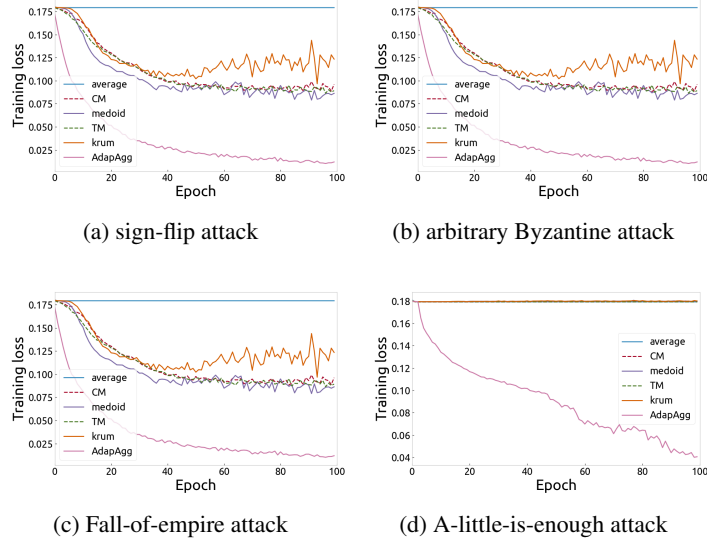 0.175
0.150
0.125
0.100
0.075
0.050
0.025
Training loss
average
CM
medoid
TM
krum
AdapAgg
0 20 40 60 80 100
Epoch
(a) sign-flip attack
0.175
0.150
0.125
0.100
0.075
0.050
0.025
Training loss
average
CM
medoid
TM
krum
AdapAgg
0 20 40 60 80 100
Epoch
(b) arbitrary Byzantine attack
0.175
0.150
0.125
0.100
0.075
0.050
0.025
Training loss
average
CM
medoid
TM
krum
AdapAgg
0 20 40 60 80 100
Epoch
(c) Fall-of-empire attack
0.18
0.16
0.14
0.12
0.10
0.08
0.06
0.04
Training loss
average
CM
medoid
TM
krum
AdapAgg
0 20 40 60 80 100
Epoch
(d) A-little-is-enough attack